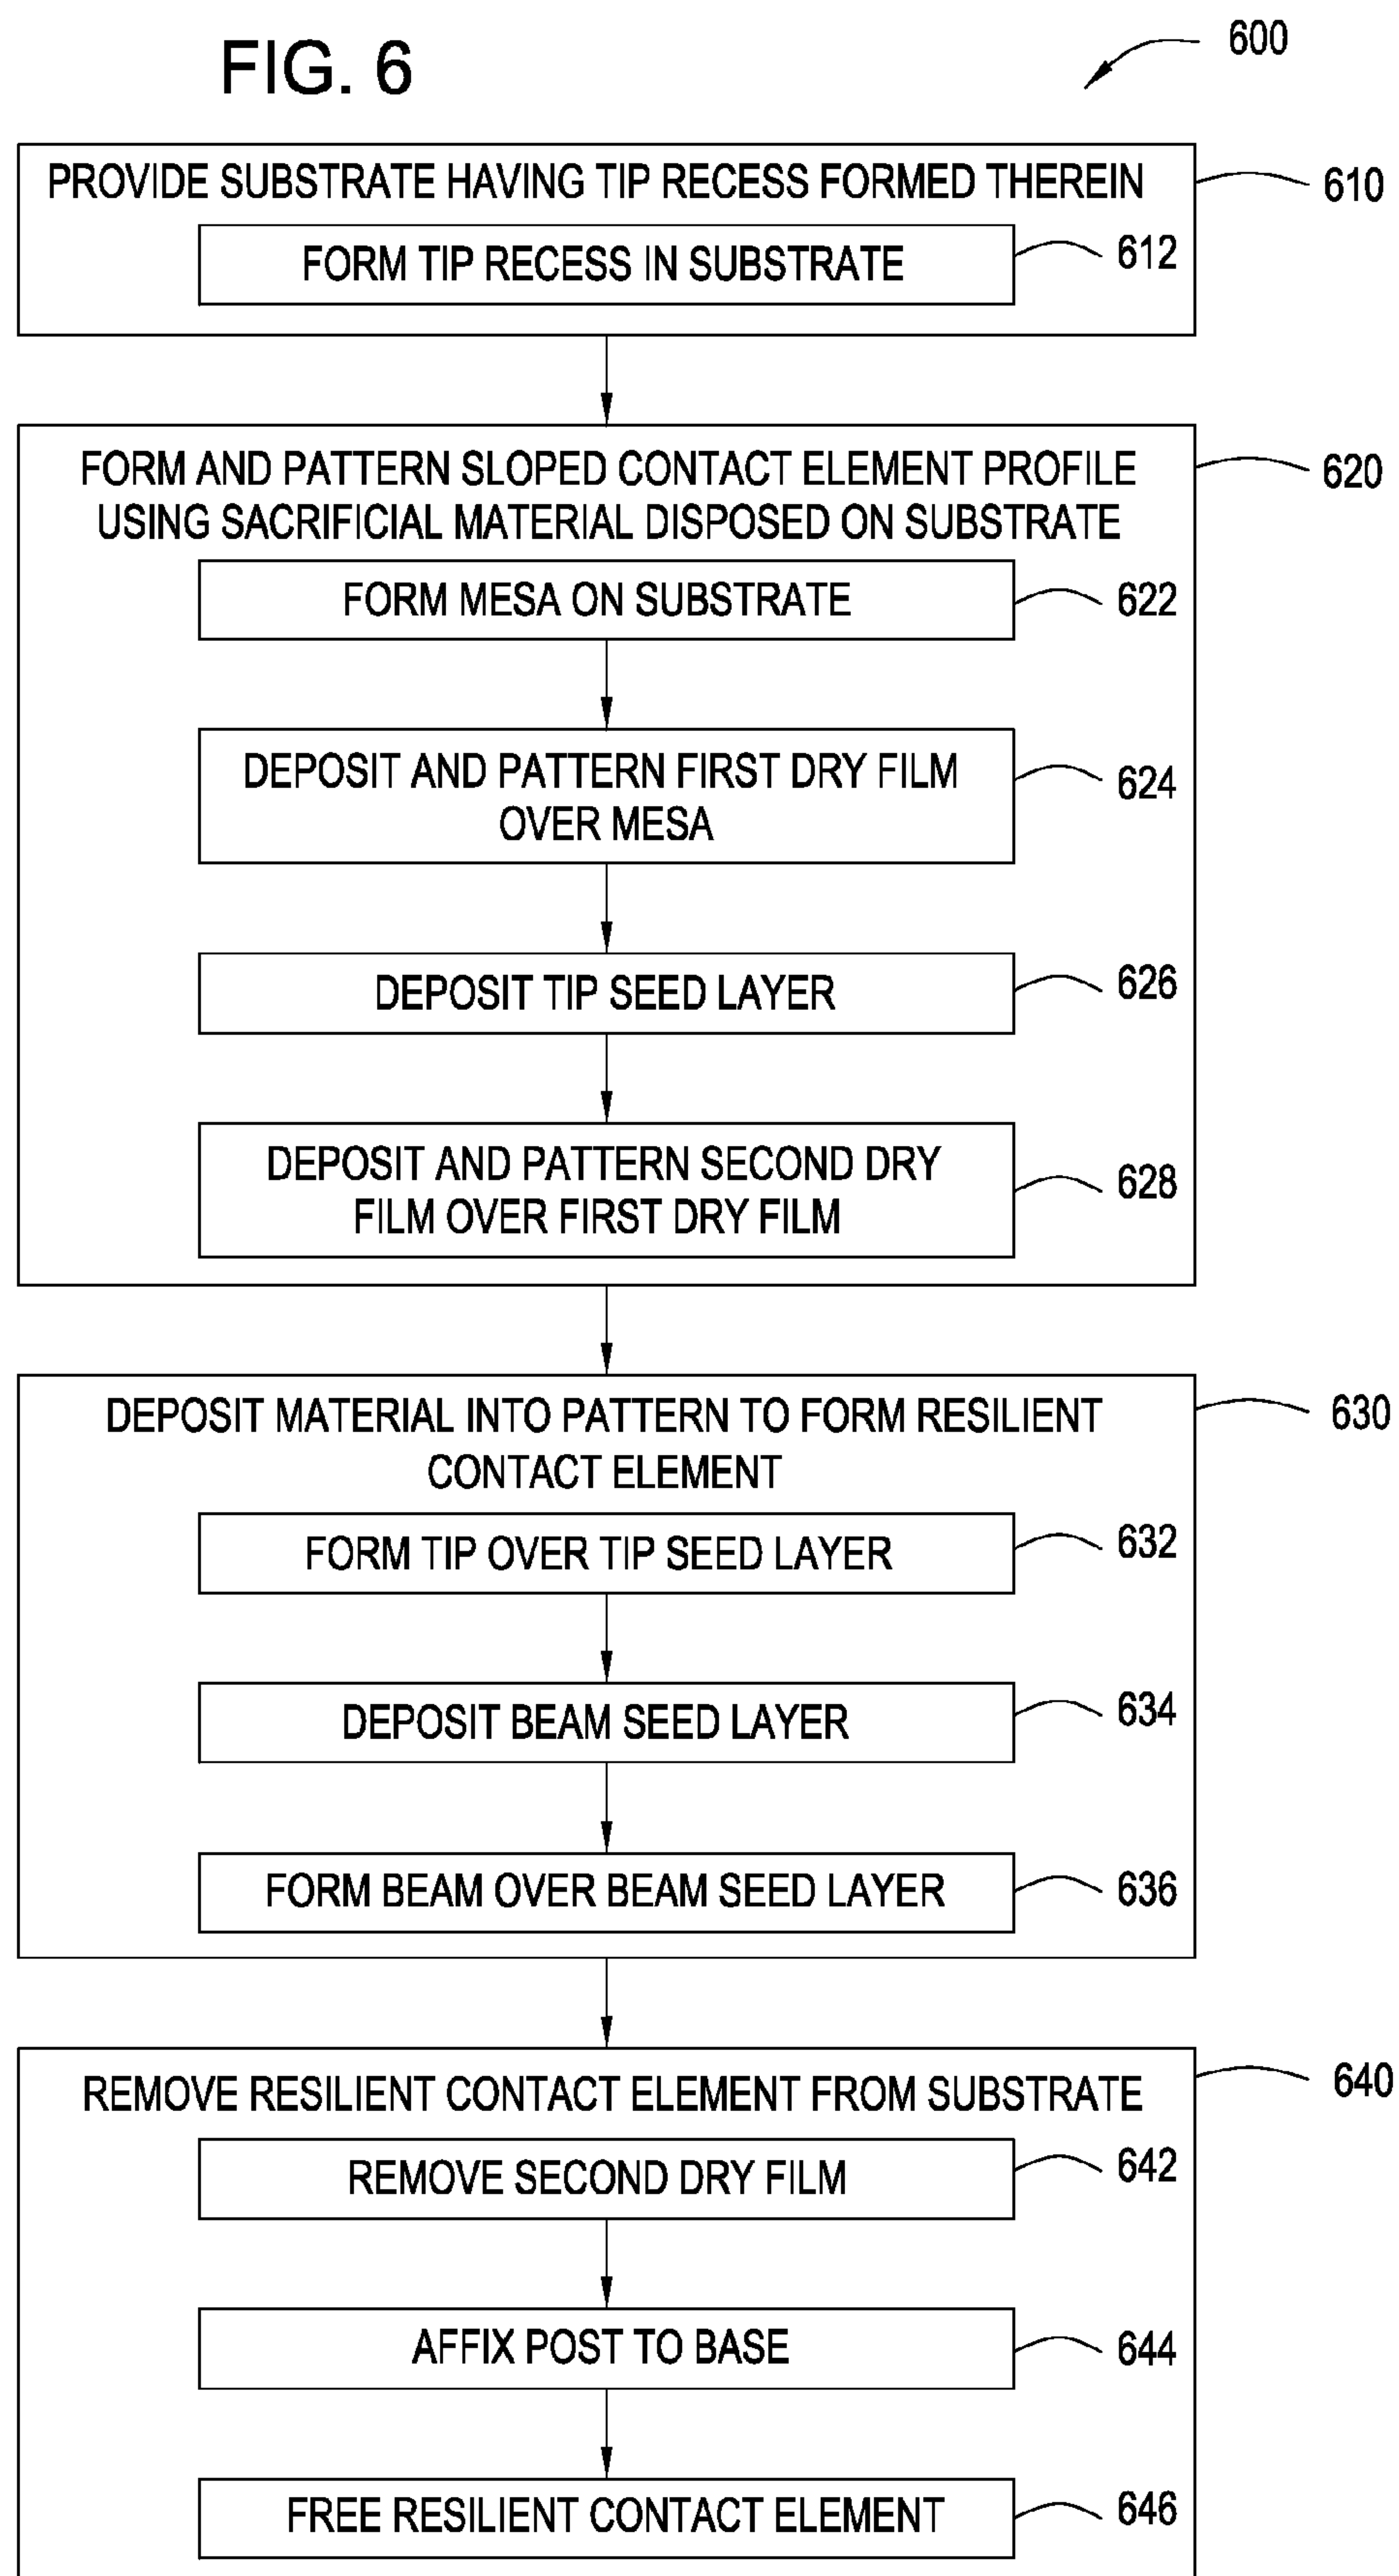 FIG. 6
600
PROVIDE SUBSTRATE HAVING TIP RECESS FORMED THEREIN
610
FORM TIP RECESS IN SUBSTRATE
612
FORM AND PATTERN SLOPED CONTACT ELEMENT PROFILE
USING SACRIFICIAL MATERIAL DISPOSED ON SUBSTRATE
620
FORM MESA ON SUBSTRATE
622
DEPOSIT AND PATTERN FIRST DRY FILM
OVER MESA
624
DEPOSIT TIP SEED LAYER
626
DEPOSIT AND PATTERN SECOND DRY
FILM OVER FIRST DRY FILM
628
DEPOSIT MATERIAL INTO PATTERN TO FORM RESILIENT
CONTACT ELEMENT
630
FORM TIP OVER TIP SEED LAYER
632
DEPOSIT BEAM SEED LAYER
634
FORM BEAM OVER BEAM SEED LAYER
636
REMOVE RESILIENT CONTACT ELEMENT FROM SUBSTRATE
640
REMOVE SECOND DRY FILM
642
AFFIX POST TO BASE
644
FREE RESILIENT CONTACT ELEMENT
646